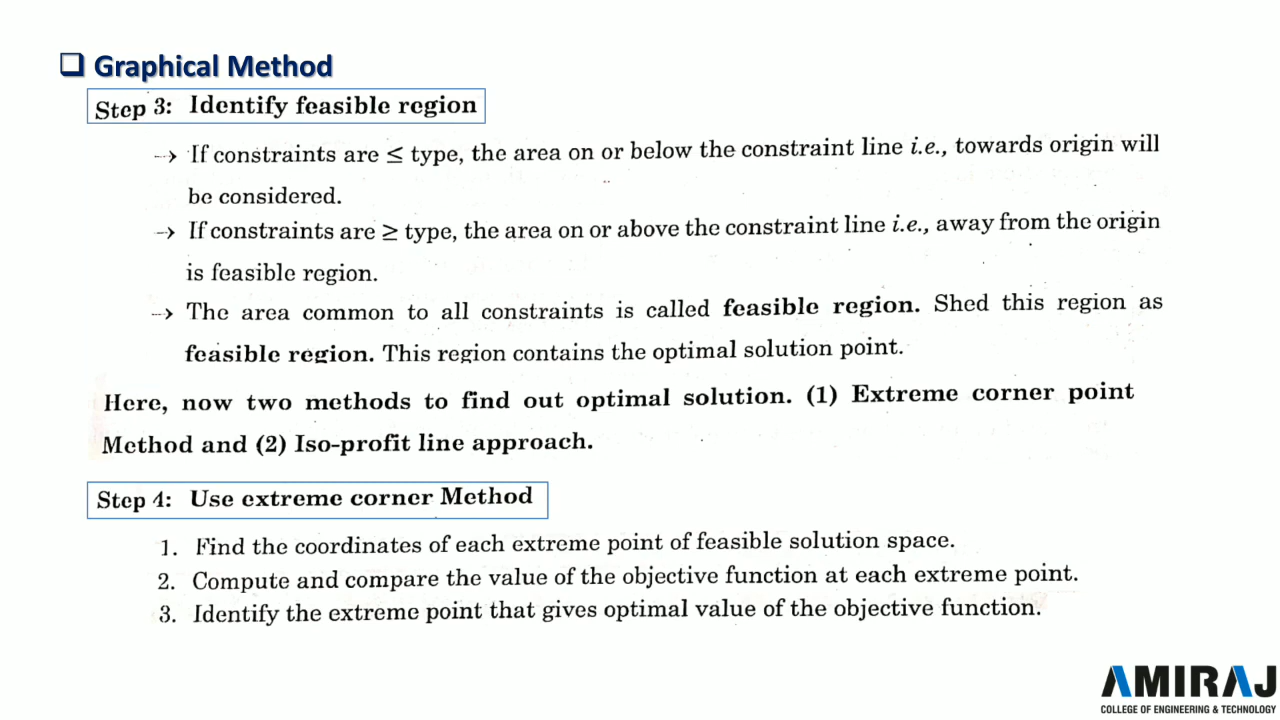 ❑ Graphical Method
Step 3: Identify feasible region
→ If constraints are ≤ type, the area on or below the constraint line i.e., towards origin will
be considered.
→ If constraints are ≥ type, the area on or above the constraint line i.e., away from the origin
is feasible region.
→ The area common to all constraints is called feasible region. Shed this region as
feasible region. This region contains the optimal solution point.
Here, now two methods to find out optimal solution. (1) Extreme corner point
Method and (2) Iso-profit line approach.
Step 4: Use extreme corner Method
1. Find the coordinates of each extreme point of feasible solution space.
2. Compute and compare the value of the objective function at each extreme point.
3. Identify the extreme point that gives optimal value of the objective function.
AMIRAJ
COLLEGE OF ENGINEERING & TECHNOLOGY